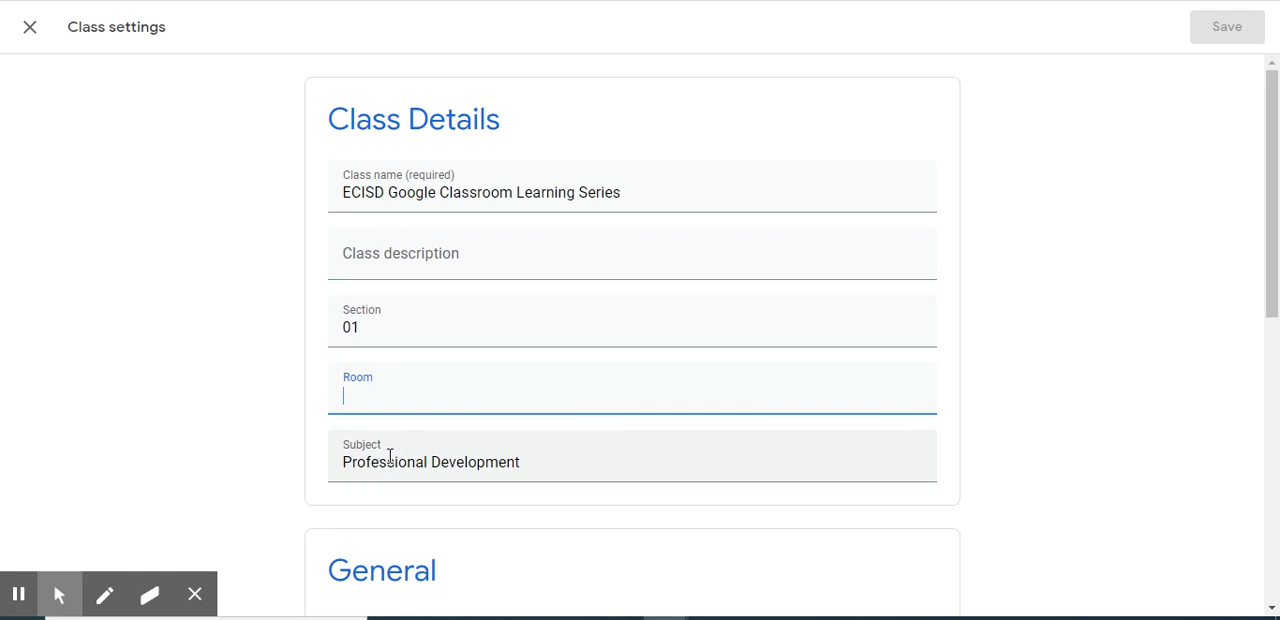 Class settings
Save
Class Details
Class name (required)
ECISD Google Classroom Learning Series
Class description
Section
01
Room
Subject
Professional Development
General